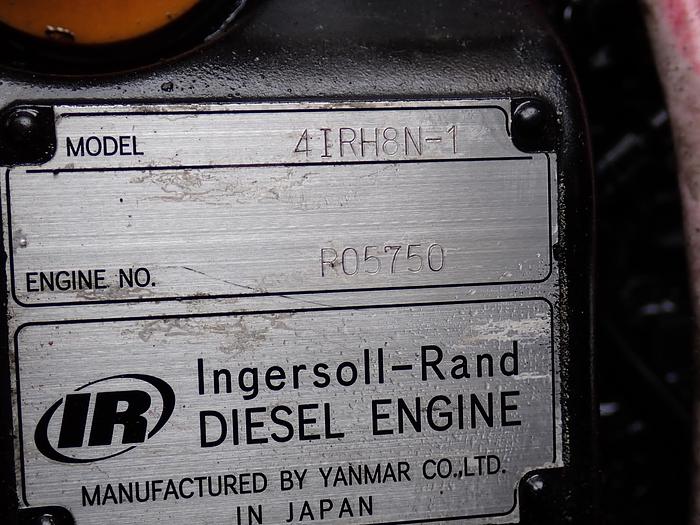 MODEL 4IRH8N-1
ENGINE NO. R05750
IR Ingersoll-Rand
DIESEL ENGINE
MANUFACTURED BY YANMAR CO.,LTD.
IN JAPAN